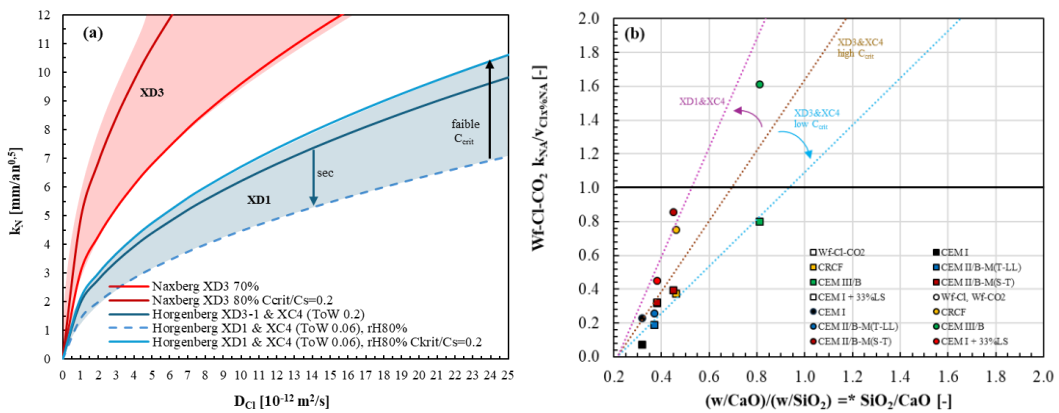 (a)
12
11
10
9
8
7
6
5
4
3
2
1
0
k_N [mm/an^0,5]
XD3
XD1
faible
C_crit
sec
Naxberg XD3 70%
Naxberg XD3 80% Ccrit/Cs=0.2
Horgenberg XD3-1 & XC4 (ToW 0.2)
Horgenberg XD1 & XC4 (ToW 0.06), rH80%
Horgenberg XD1 & XC4 (ToW 0.06), rH80% Ckrit/Cs=0.2
0 1 2 3 4 5 6 7 8 9 10 11 12 13 14 15 16 17 18 19 20 21 22 23 24 25
D_Cl [10^-12 m²/s]
(b)
2.0
1.8
1.6
1.4
1.2
1.0
0.8
0.6
0.4
0.2
0.0
Wf-Cl-CO₂ k_NA/v_Clx%NA [-]
XD1&XC4
XD3&XC4
high C_crit
XD3&XC4
low C_crit
Wf-Cl-CO2
CEM I
CRCF
CEM II/B-M(T-LL)
CEM III/B
CEM II/B-M(S-T)
CEM I + 33%LS
Wf-Cl, Wf-CO2
CEM I
CRCF
CEM II/B-M(T-LL)
CEM III/B
CEM II/B-M(S-T)
CEM I + 33%LS
0.2 0.4 0.6 0.8 1.0 1.2 1.4 1.6 1.8 2.0
(w/CaO)/(w/SiO₂) =* SiO₂/CaO [-]